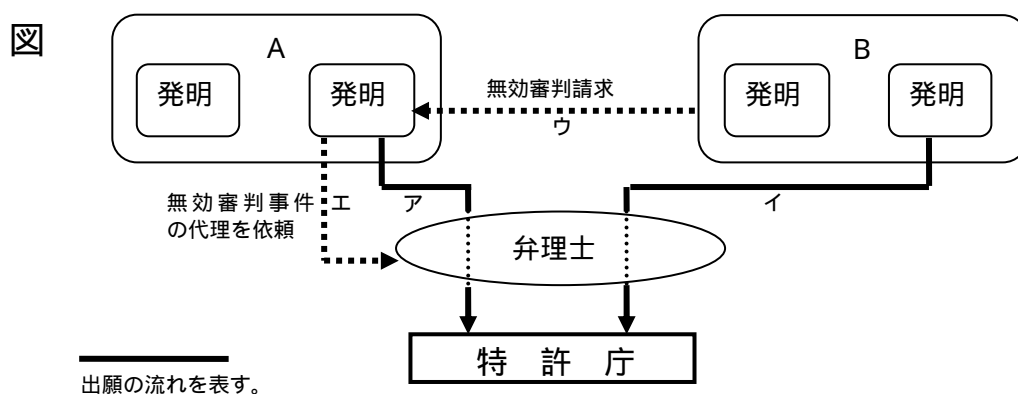 図
A
発明
発明
B
発明
発明
無効審判請求
ウ
無効審判事件
の代理を依頼
エ
ア
イ
弁理士
特 許 庁
出願の流れを表す。